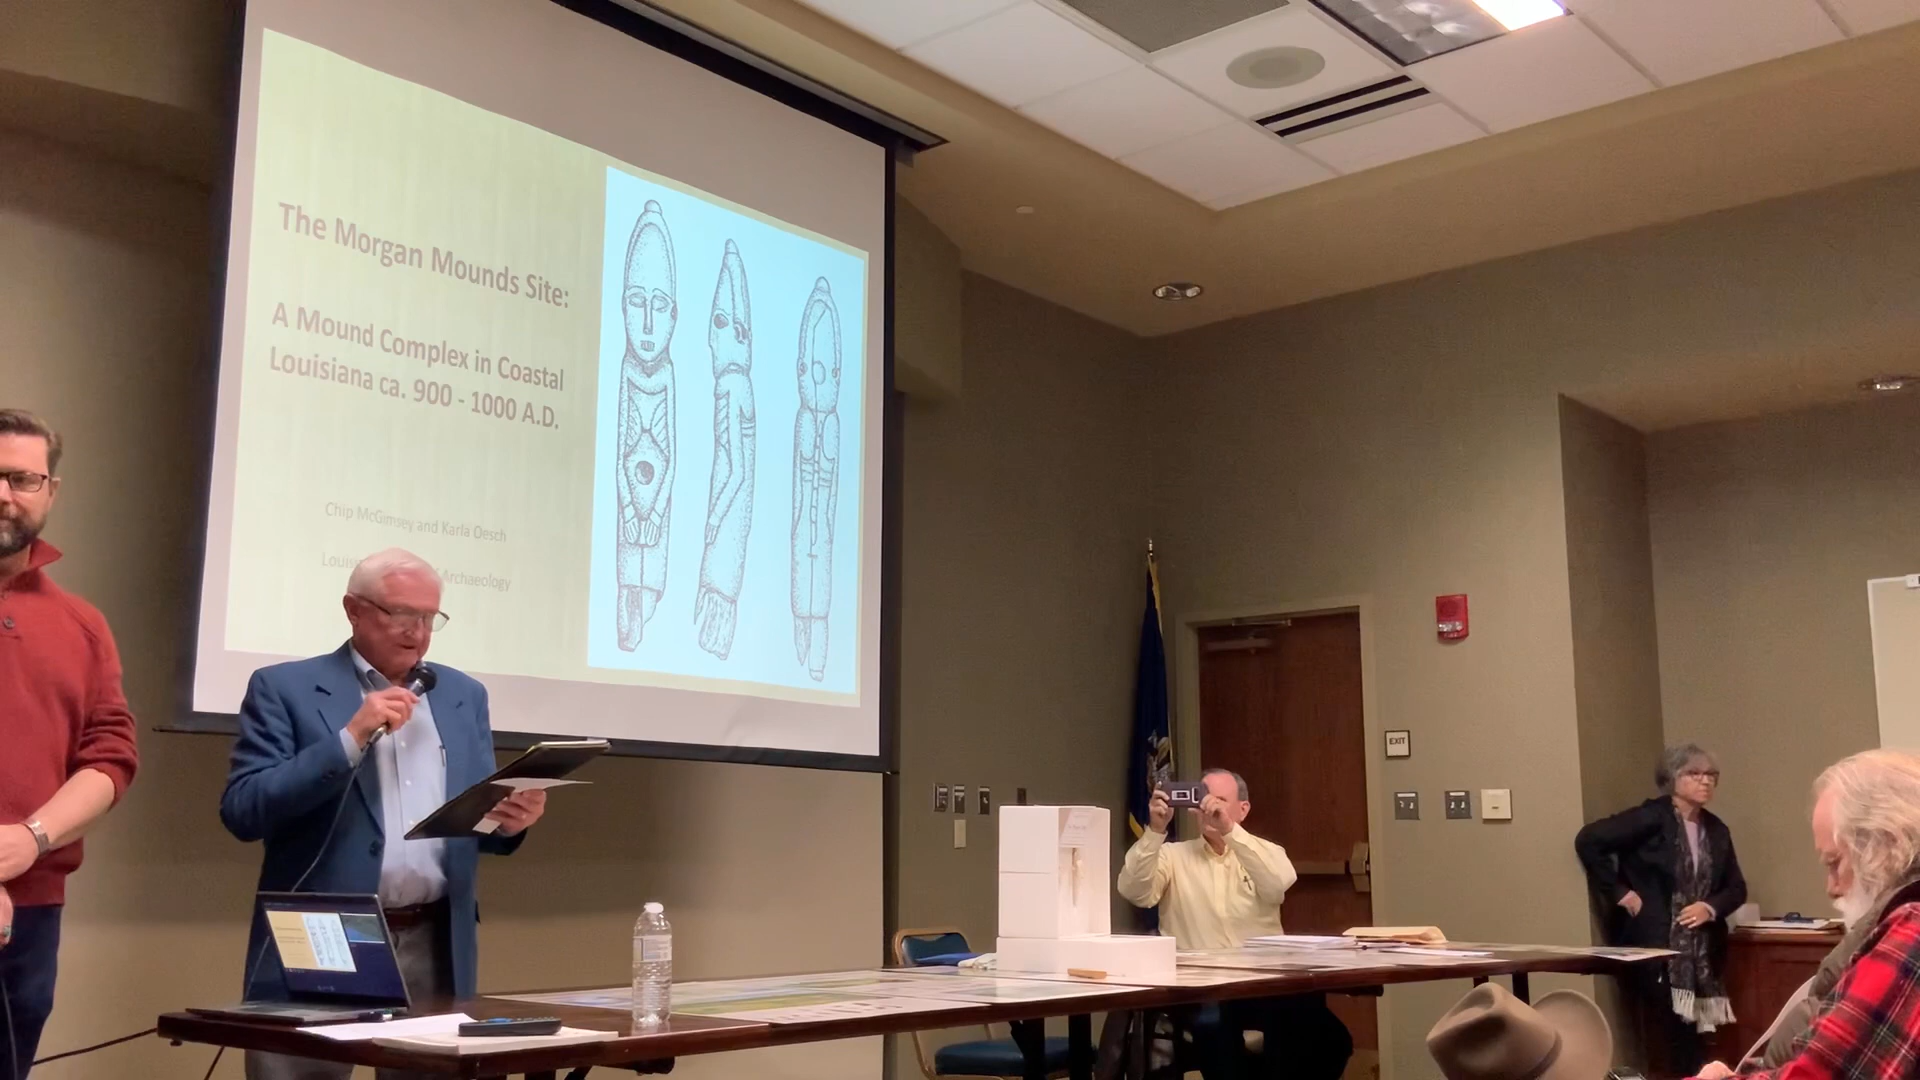 The Morgan Mounds Site:
A Mound Complex in Coastal
Louisiana ca. 900 - 1000 A.D.
Chip McGimsey and Karla Oesch
Archaeology
EXIT